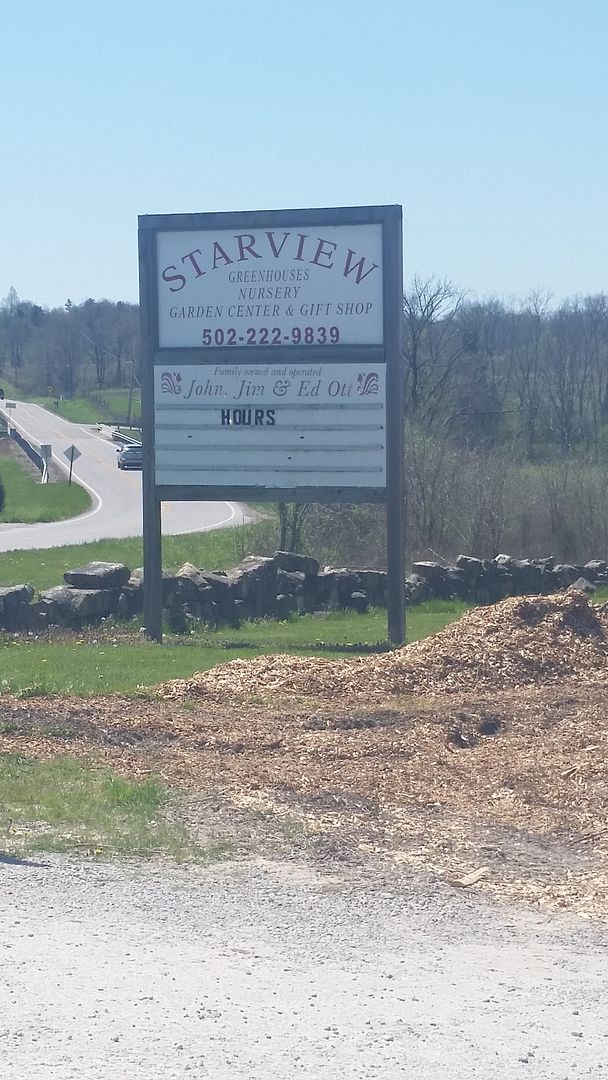 STARVIEW
GREENHOUSES
NURSERY
GARDEN CENTER & GIFT SHOP
502-222-9839
Family owned and operated
John, Jim & Ed Ott
HOURS